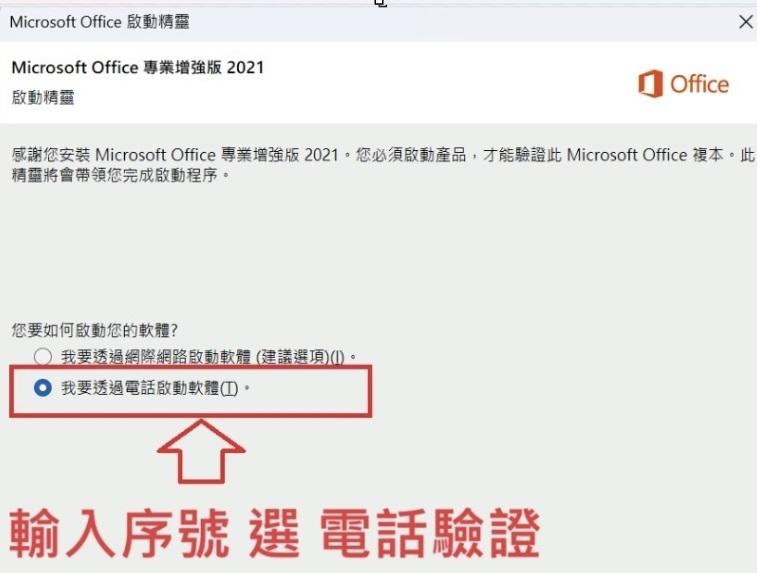 Microsoft Office 啟動精靈
Microsoft Office 專業增強版 2021
啟動精靈
Office
感謝您安裝 Microsoft Office 專業增強版 2021。您必須啟動產品，才能驗證此 Microsoft Office 複本。此
精靈將會帶領您完成啟動程序。
您要如何啟動您的軟體?
我要透過網際網路啟動軟體 (建議選項)(I)。
我要透過電話啟動軟體(T)。
輸入序號 選 電話驗證